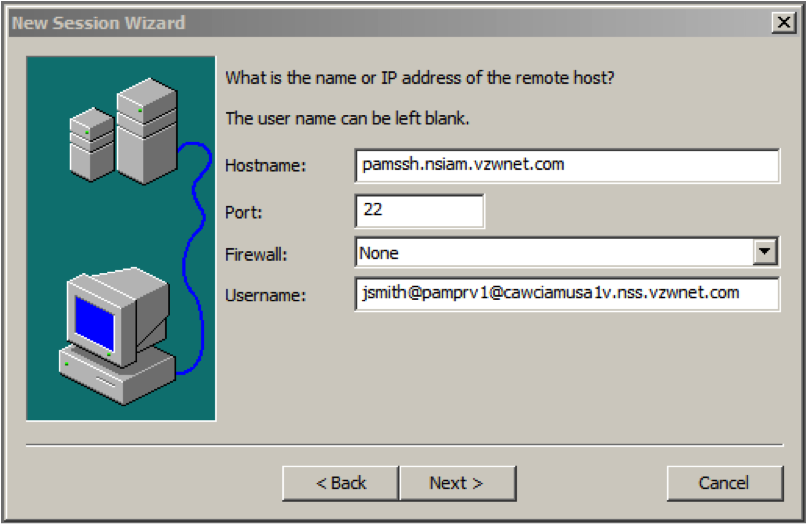 New Session Wizard
What is the name or IP address of the remote host?
The user name can be left blank.
Hostname: pamssh.nsiam.vzwnet.com
Port: 22
Firewall: None
Username: jsmith@pamprv1@cawciamusa1v.nss.vzwnet.com
< Back Next > Cancel